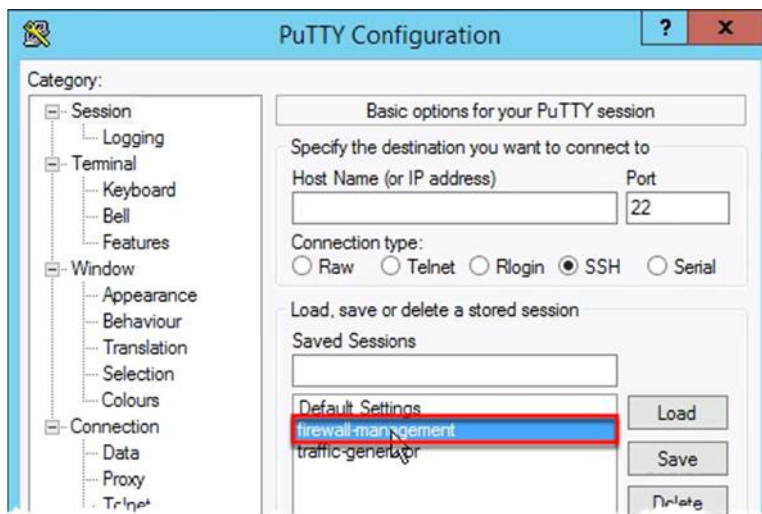 PuTTY Configuration
?
x
Category:
Session
Logging
Terminal
Keyboard
Bell
Features
Window
Appearance
Behaviour
Translation
Selection
Colours
Connection
Data
Proxy
Telnet
Basic options for your PuTTY session
Specify the destination you want to connect to
Host Name (or IP address)
Port
22
Connection type:
Raw
Telnet
Rlogin
SSH
Serial
Load, save or delete a stored session
Saved Sessions
Default Settings
firewall-management
traffic-generator
Load
Save
Delete